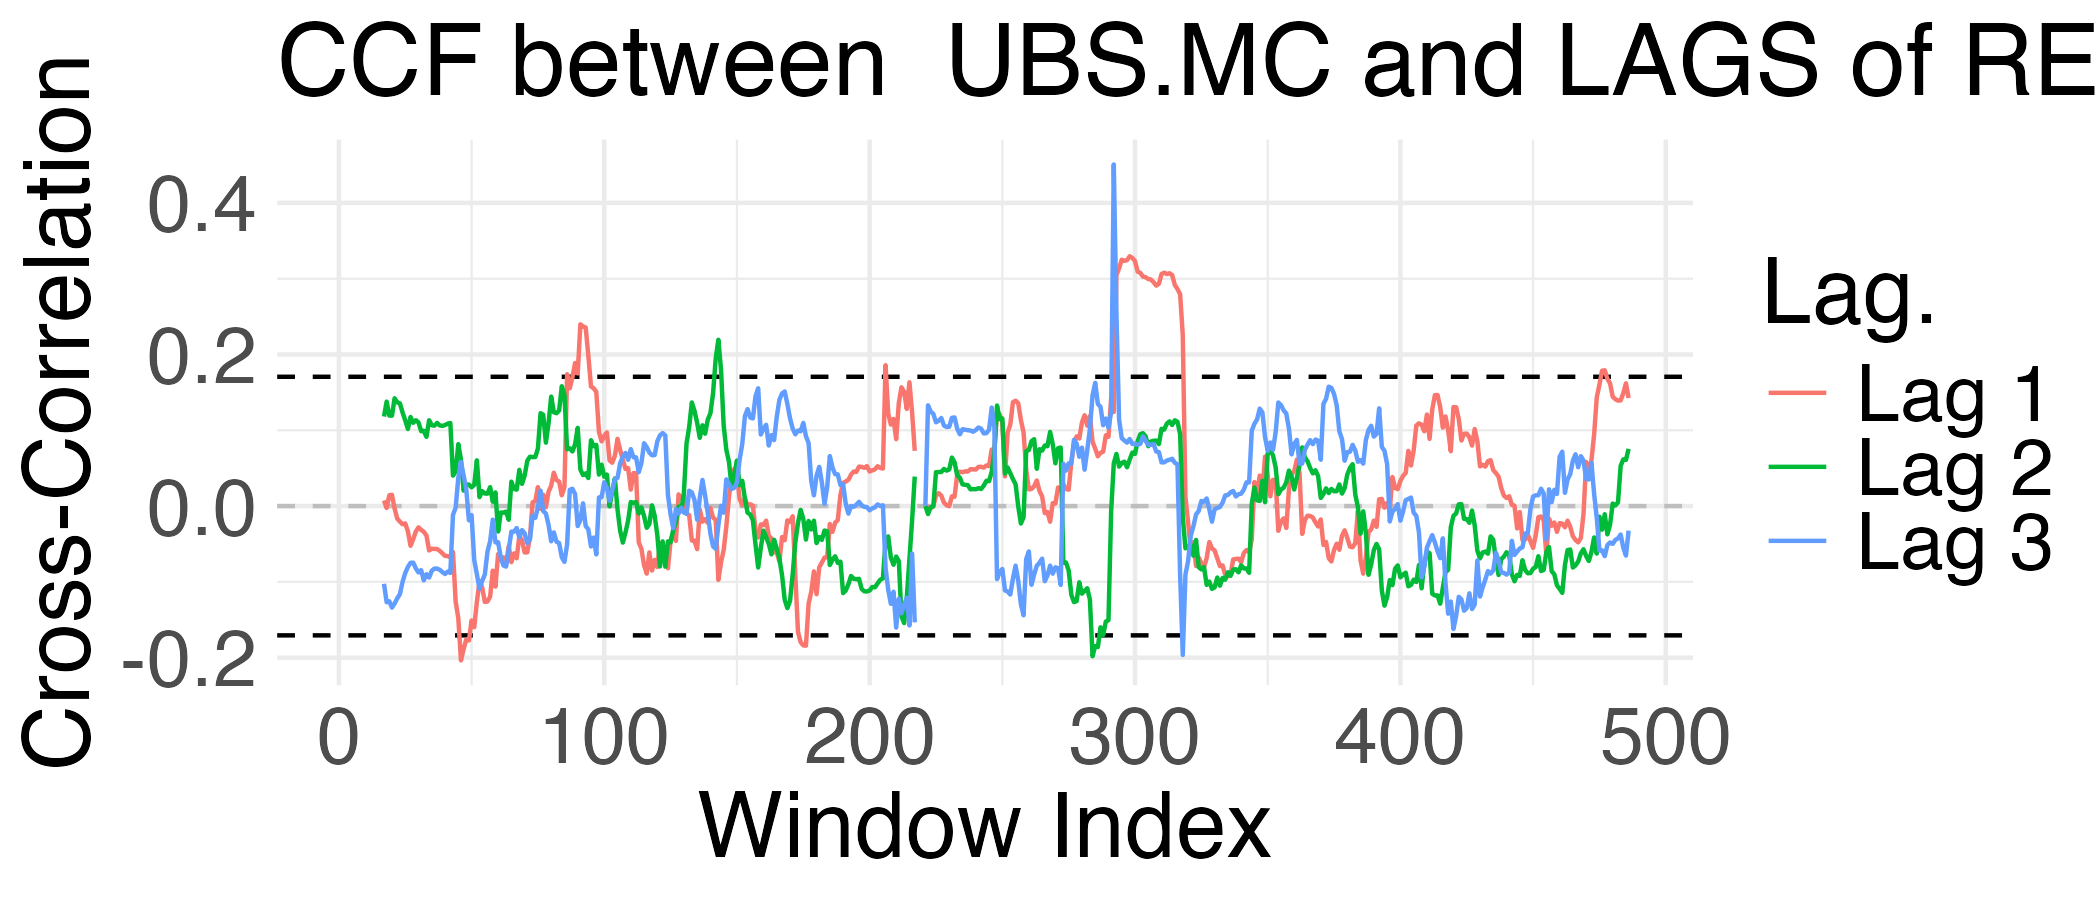 CCF between  UBS.MC and LAGS of RE
Cross-Correlation
0.4
0.2
0.0
-0.2
0 100 200 300 400 500
Window Index
Lag.
Lag 1
Lag 2
Lag 3